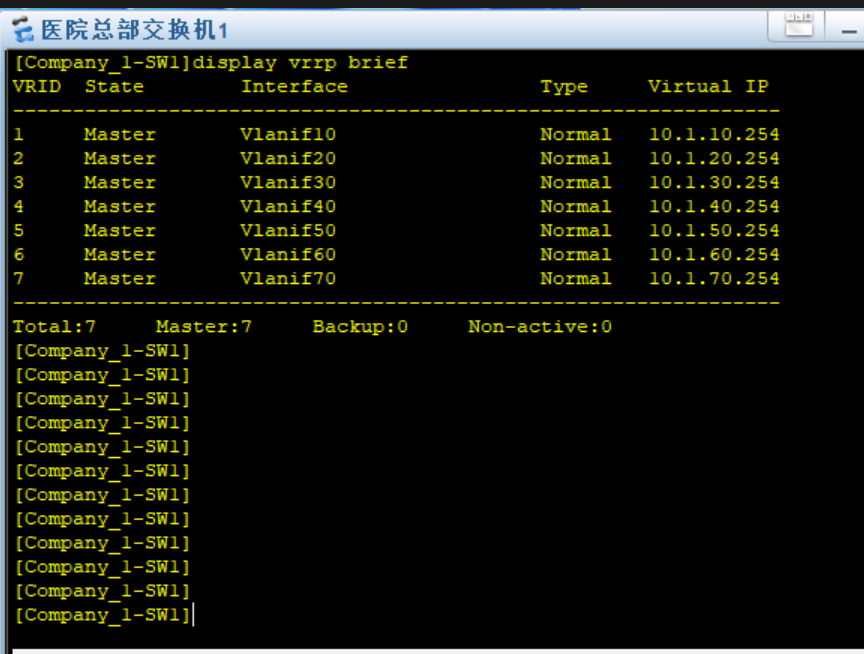 医院总部交换机1
[Company_1-SW1]display vrrp brief
VRID  State        Interface                Type     Virtual IP
----------------------------------------------------------------
1     Master       Vlanif10                 Normal   10.1.10.254
2     Master       Vlanif20                 Normal   10.1.20.254
3     Master       Vlanif30                 Normal   10.1.30.254
4     Master       Vlanif40                 Normal   10.1.40.254
5     Master       Vlanif50                 Normal   10.1.50.254
6     Master       Vlanif60                 Normal   10.1.60.254
7     Master       Vlanif70                 Normal   10.1.70.254
----------------------------------------------------------------
Total:7     Master:7     Backup:0     Non-active:0
[Company_1-SW1]
[Company_1-SW1]
[Company_1-SW1]
[Company_1-SW1]
[Company_1-SW1]
[Company_1-SW1]
[Company_1-SW1]
[Company_1-SW1]
[Company_1-SW1]
[Company_1-SW1]
[Company_1-SW1]
[Company_1-SW1]